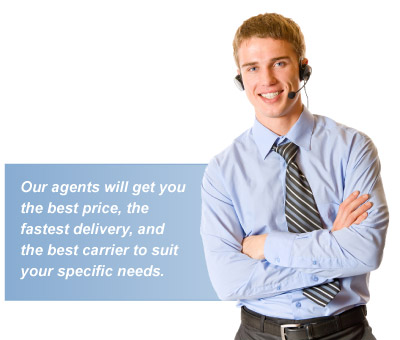 Our agents will get you
the best price, the
fastest delivery, and
the best carrier to suit
your specific needs.